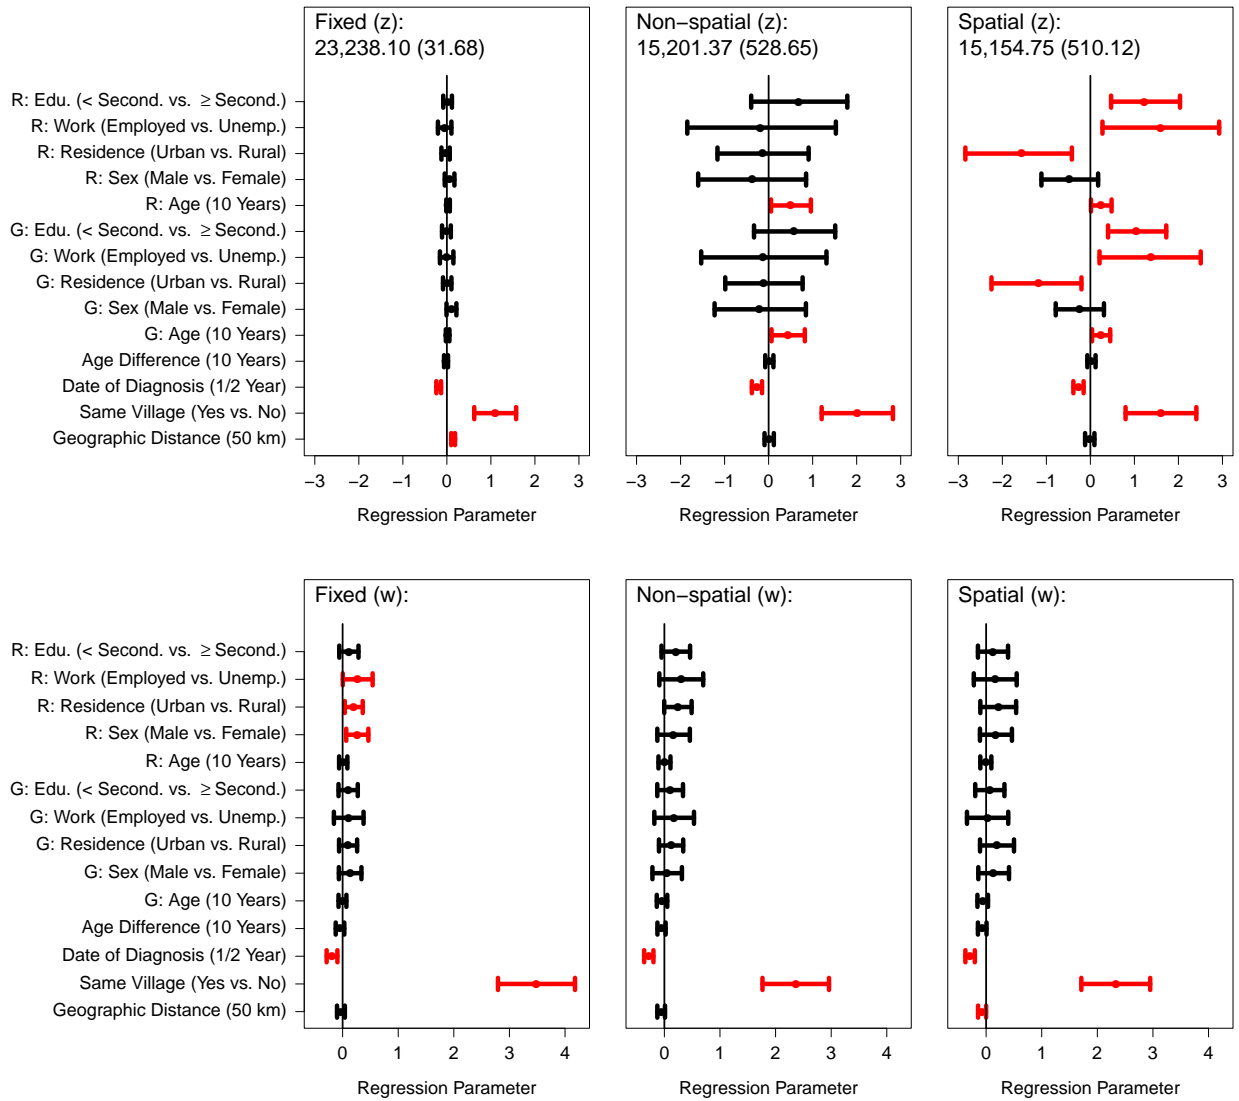 Fixed (z):
23,238.10 (31.68)
Non−spatial (z):
15,201.37 (528.65)
Spatial (z):
15,154.75 (510.12)
R: Edu. (< Second. vs. ≥ Second.)
R: Work (Employed vs. Unemp.)
R: Residence (Urban vs. Rural)
R: Sex (Male vs. Female)
R: Age (10 Years)
G: Edu. (< Second. vs. ≥ Second.)
G: Work (Employed vs. Unemp.)
G: Residence (Urban vs. Rural)
G: Sex (Male vs. Female)
G: Age (10 Years)
Age Difference (10 Years)
Date of Diagnosis (1/2 Year)
Same Village (Yes vs. No)
Geographic Distance (50 km)
−3 −2 −1 0 1 2 3
−3 −2 −1 0 1 2 3
−3 −2 −1 0 1 2 3
Regression Parameter
Regression Parameter
Regression Parameter
Fixed (w):
Non−spatial (w):
Spatial (w):
R: Edu. (< Second. vs. ≥ Second.)
R: Work (Employed vs. Unemp.)
R: Residence (Urban vs. Rural)
R: Sex (Male vs. Female)
R: Age (10 Years)
G: Edu. (< Second. vs. ≥ Second.)
G: Work (Employed vs. Unemp.)
G: Residence (Urban vs. Rural)
G: Sex (Male vs. Female)
G: Age (10 Years)
Age Difference (10 Years)
Date of Diagnosis (1/2 Year)
Same Village (Yes vs. No)
Geographic Distance (50 km)
0 1 2 3 4
0 1 2 3 4
0 1 2 3 4
Regression Parameter
Regression Parameter
Regression Parameter